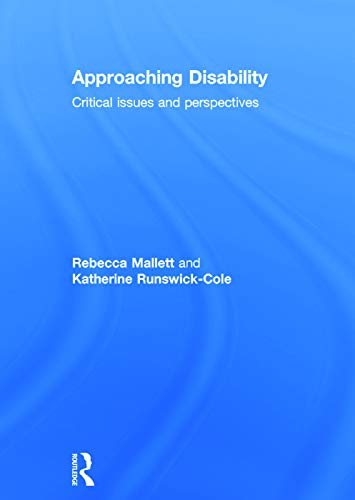 Approaching Disability
Critical issues and perspectives
Rebecca Mallett and
Katherine Runswick-Cole
ROUTLEDGE